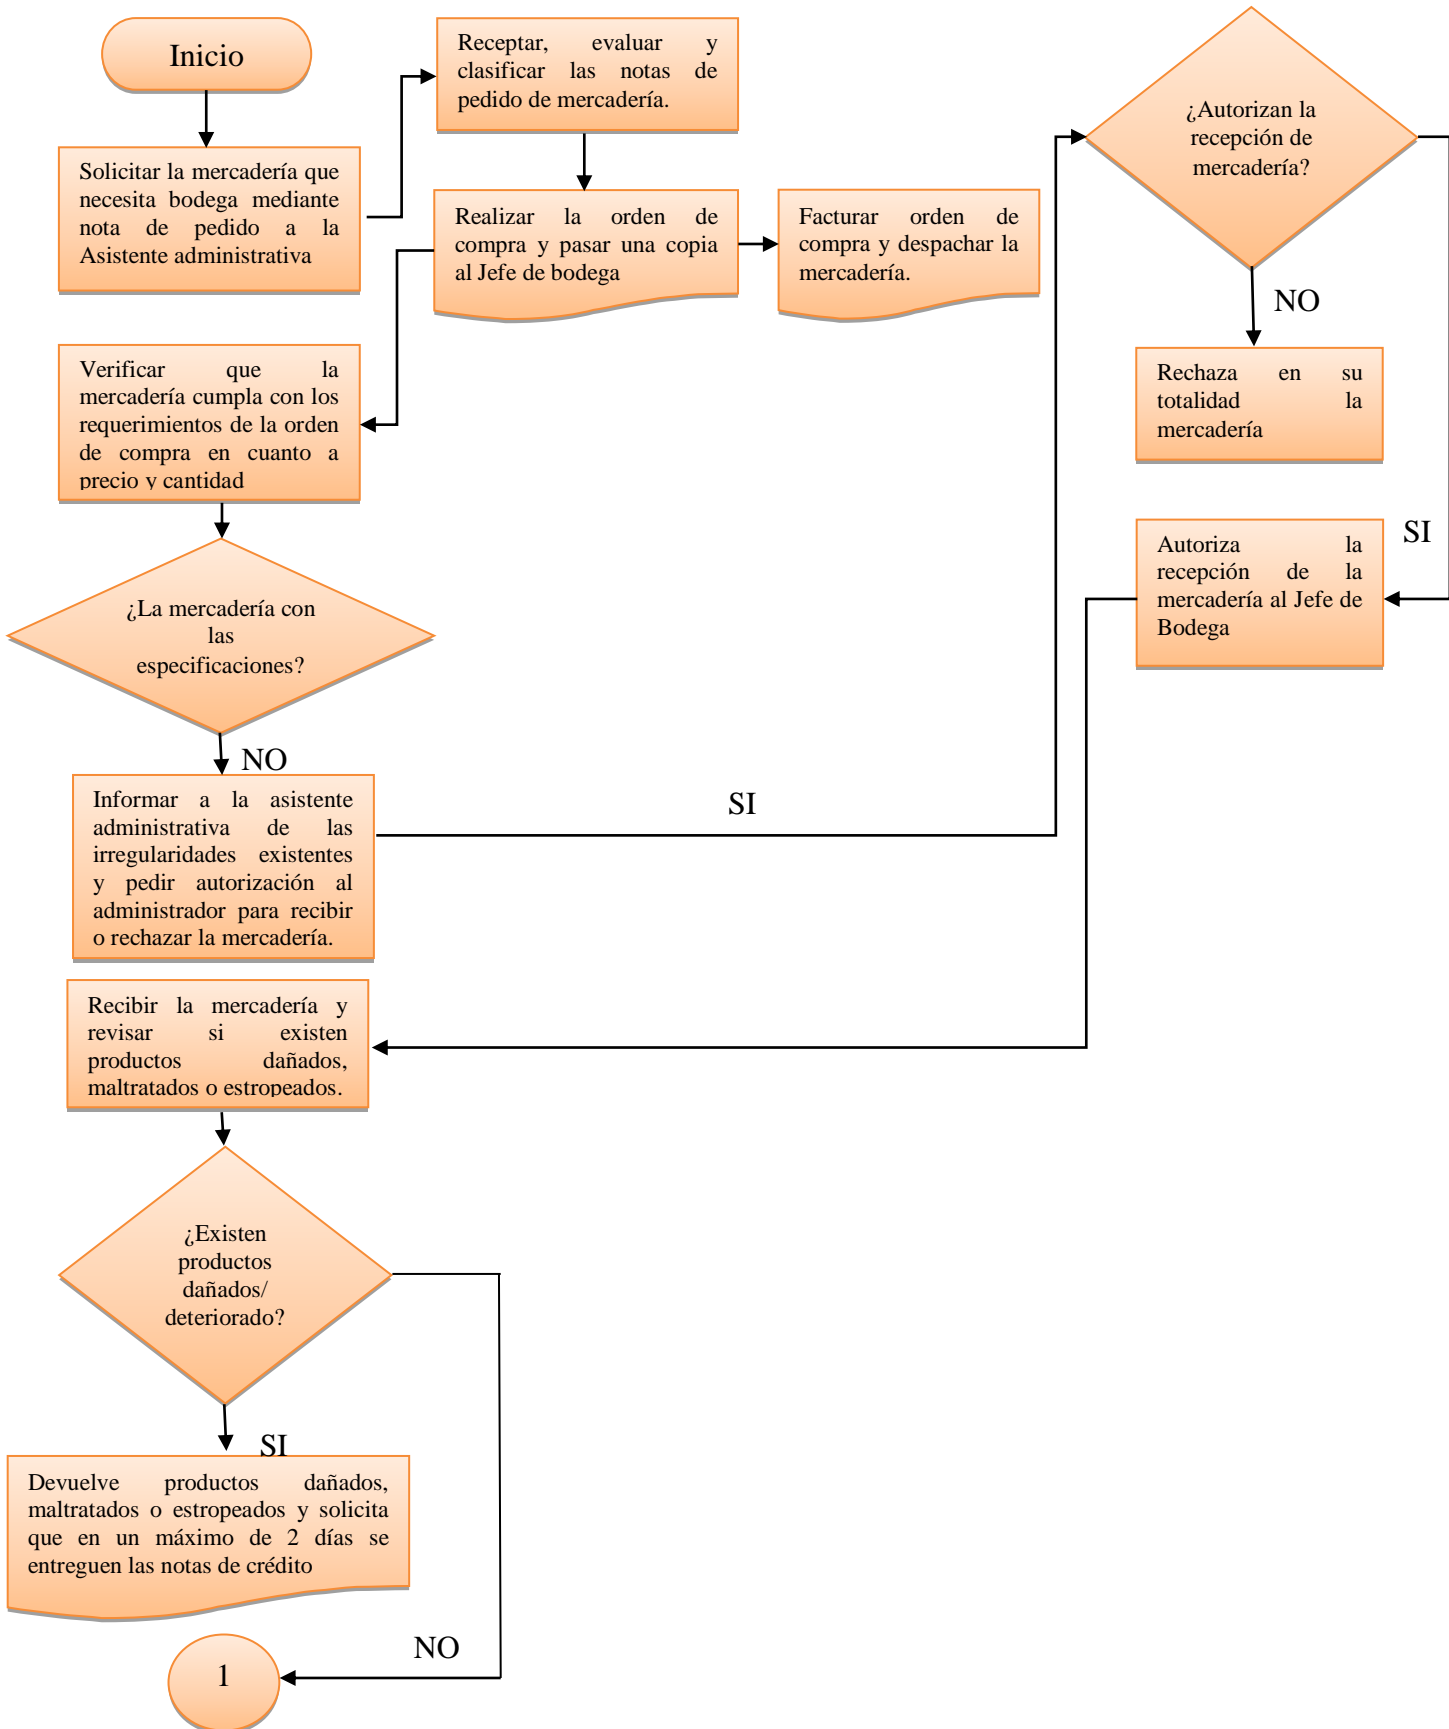 Inicio
Solicitar la mercadería que
necesita bodega mediante
nota de pedido a la
Asistente administrativa
Receptar, evaluar y
clasificar las notas de
pedido de mercadería.
Realizar la orden de
compra y pasar una copia
al Jefe de bodega
Facturar orden de
compra y despachar la
mercadería.
Verificar que la
mercadería cumpla con los
requerimientos de la orden
de compra en cuanto a
precio y cantidad
¿La mercadería con
las
especificaciones?
NO
Informar a la asistente
administrativa de las
irregularidades existentes
y pedir autorización al
administrador para recibir
o rechazar la mercadería.
SI
¿Autorizan la
recepción de
mercadería?
NO
Rechaza en su
totalidad la
mercadería
SI
Autoriza la
recepción de la
mercadería al Jefe de
Bodega
Recibir la mercadería y
revisar si existen
productos dañados,
maltratados o estropeados.
¿Existen
productos
dañados/
deteriorado?
SI
Devuelve productos dañados,
maltratados o estropeados y solicita
que en un máximo de 2 días se
entreguen las notas de crédito
NO
1